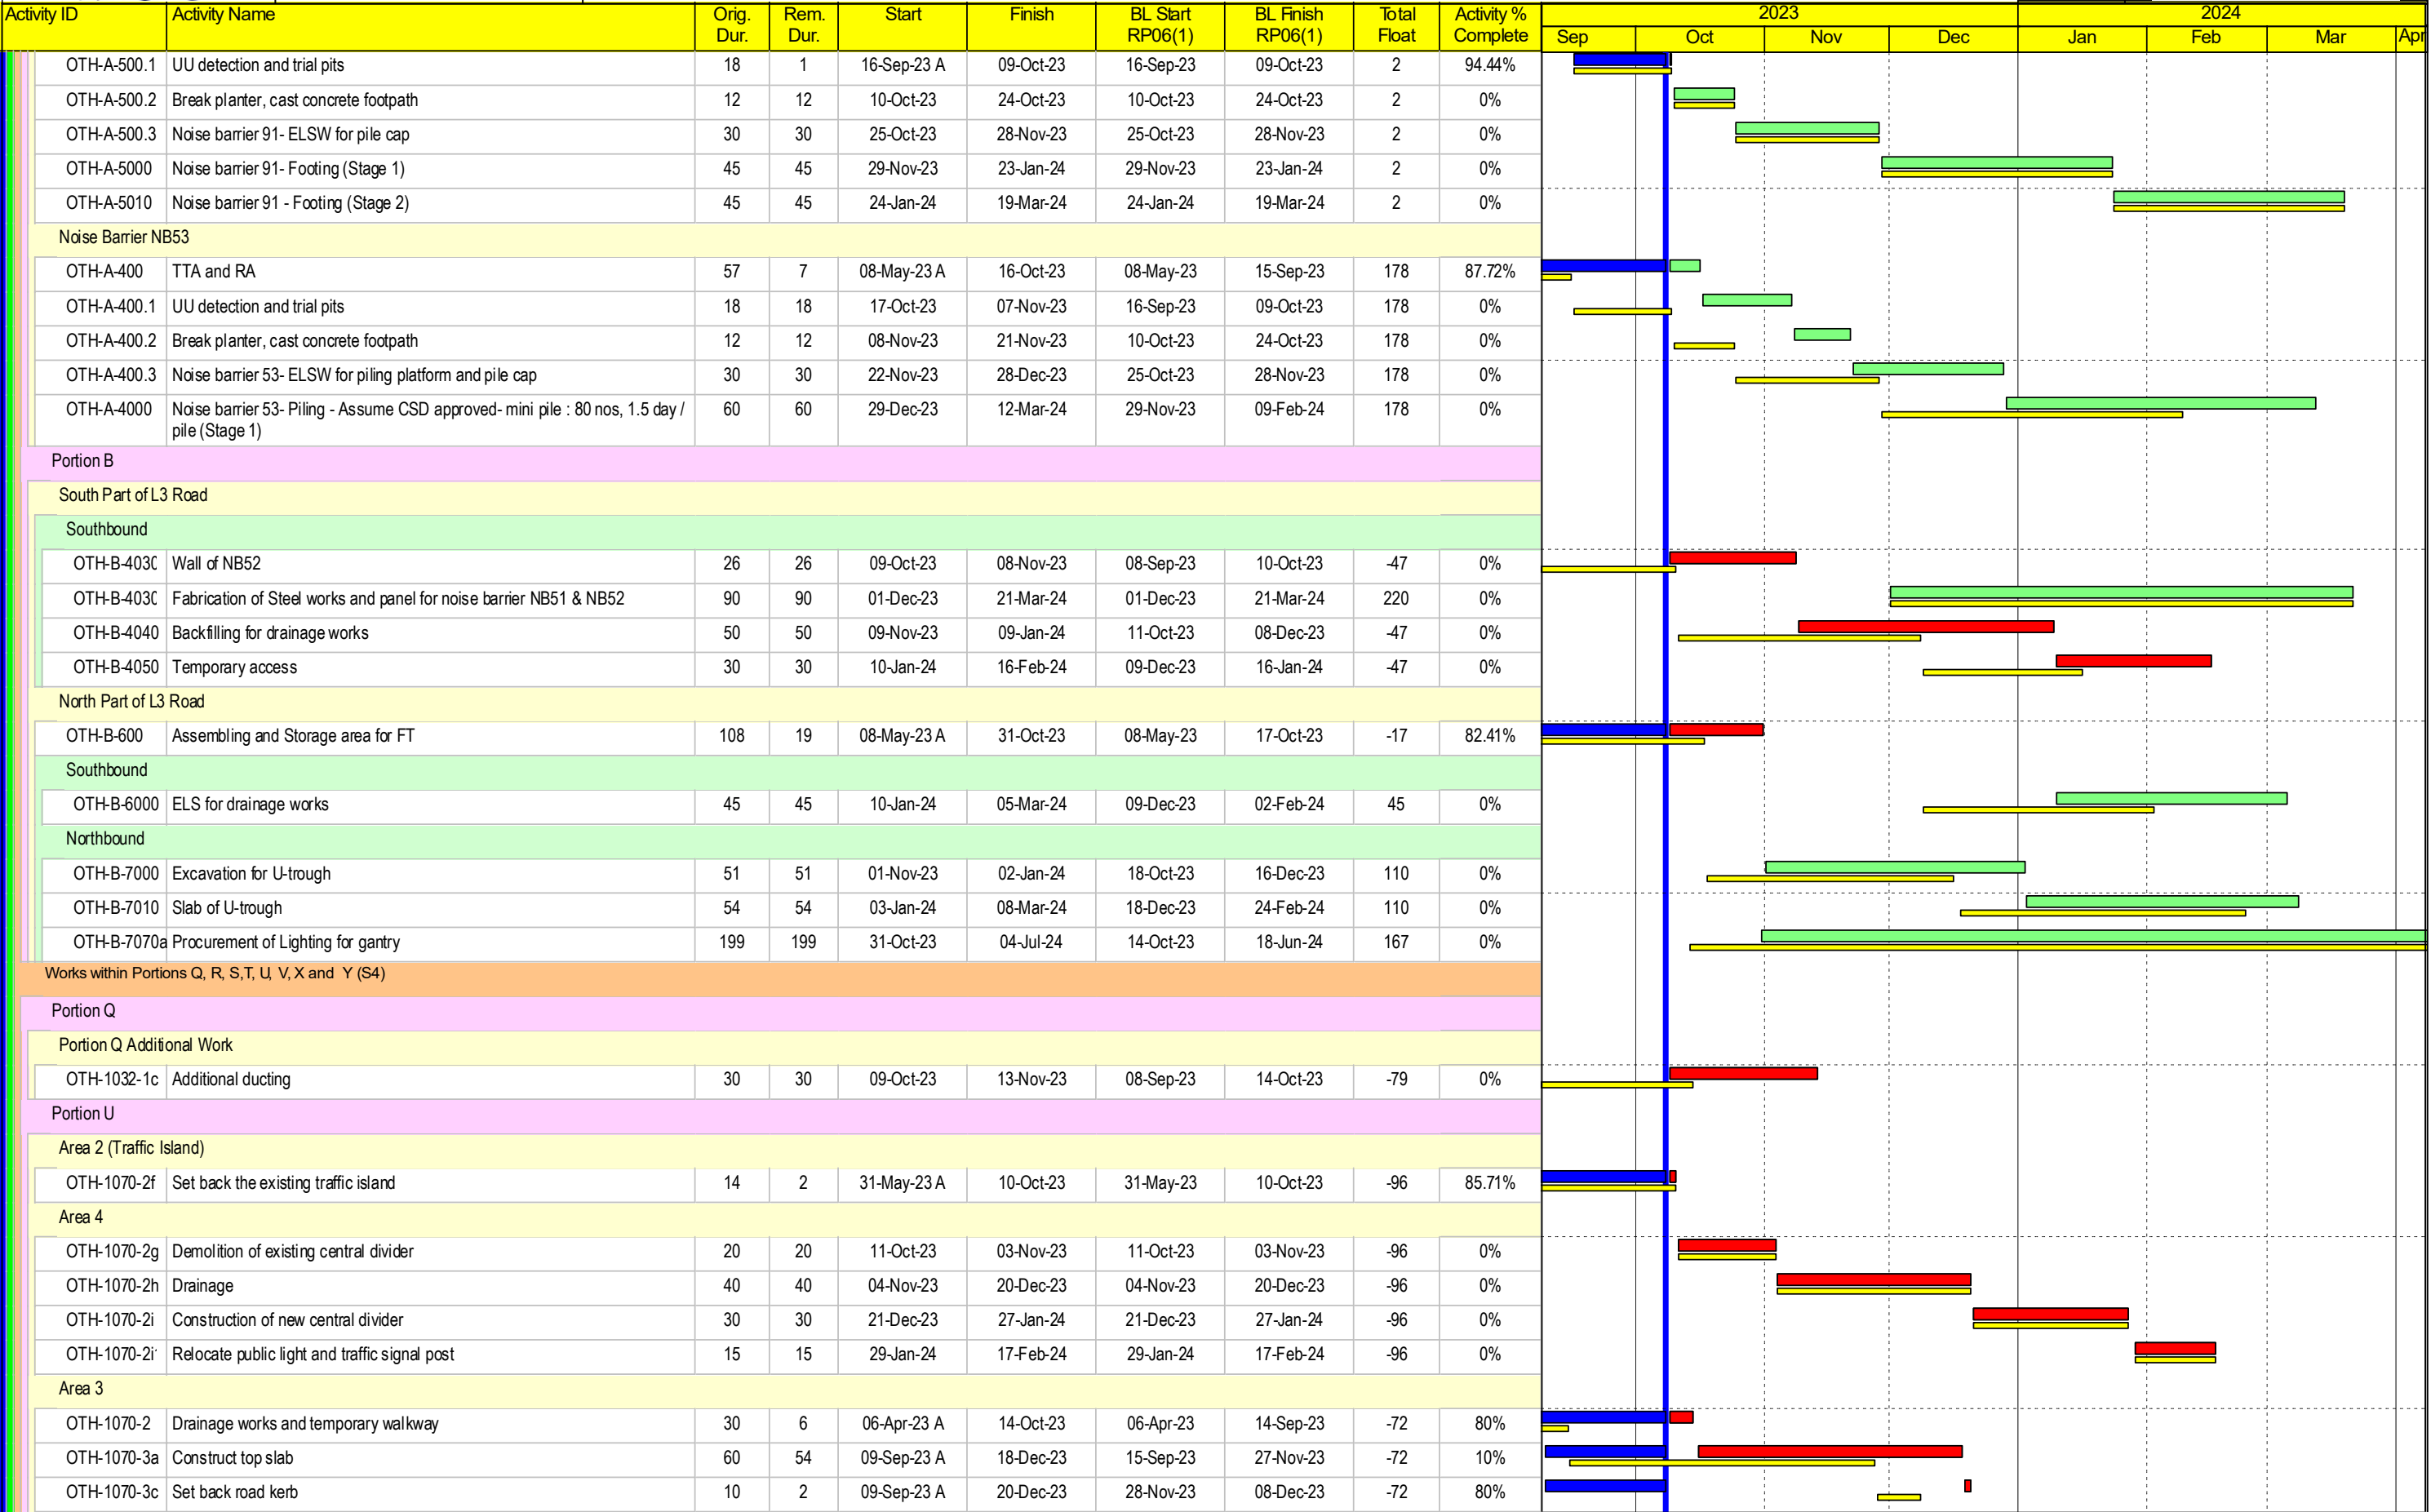 Activity ID Activity Name Orig. Dur. Rem. Dur. Start Finish BL Start RP06(1) BL Finish RP06(1) Total Float Activity % Complete 2023 2024
Sep Oct Nov Dec Jan Feb Mar Apr
OTH-A-500.1 UU detection and trial pits 18 1 16-Sep-23 A 09-Oct-23 16-Sep-23 09-Oct-23 2 94.44%
OTH-A-500.2 Break planter, cast concrete footpath 12 12 10-Oct-23 24-Oct-23 10-Oct-23 24-Oct-23 2 0%
OTH-A-500.3 Noise barrier 91- ELSW for pile cap 30 30 25-Oct-23 28-Nov-23 25-Oct-23 28-Nov-23 2 0%
OTH-A-5000 Noise barrier 91- Footing (Stage 1) 45 45 29-Nov-23 23-Jan-24 29-Nov-23 23-Jan-24 2 0%
OTH-A-5010 Noise barrier 91 - Footing (Stage 2) 45 45 24-Jan-24 19-Mar-24 24-Jan-24 19-Mar-24 2 0%
Noise Barrier NB53
OTH-A-400 TTA and RA 57 7 08-May-23 A 16-Oct-23 08-May-23 15-Sep-23 178 87.72%
OTH-A-400.1 UU detection and trial pits 18 18 17-Oct-23 07-Nov-23 16-Sep-23 09-Oct-23 178 0%
OTH-A-400.2 Break planter, cast concrete footpath 12 12 08-Nov-23 21-Nov-23 10-Oct-23 24-Oct-23 178 0%
OTH-A-400.3 Noise barrier 53- ELSW for piling platform and pile cap 30 30 22-Nov-23 28-Dec-23 25-Oct-23 28-Nov-23 178 0%
OTH-A-4000 Noise barrier 53- Piling - Assume CSD approved- mini pile : 80 nos, 1.5 day / 60 60 29-Dec-23 12-Mar-24 29-Nov-23 09-Feb-24 178 0%
pile (Stage 1)
Portion B
South Part of L3 Road
Southbound
OTH-B-4030 Wall of NB52 26 26 09-Oct-23 08-Nov-23 08-Sep-23 10-Oct-23 -47 0%
OTH-B-4030 Fabrication of Steel works and panel for noise barrier NB51 & NB52 90 90 01-Dec-23 21-Mar-24 01-Dec-23 21-Mar-24 220 0%
OTH-B-4040 Backfilling for drainage works 50 50 09-Nov-23 09-Jan-24 11-Oct-23 08-Dec-23 -47 0%
OTH-B-4050 Temporary access 30 30 10-Jan-24 16-Feb-24 09-Dec-23 16-Jan-24 -47 0%
North Part of L3 Road
OTH-B-600 Assembling and Storage area for FT 108 19 08-May-23 A 31-Oct-23 08-May-23 17-Oct-23 -17 82.41%
Southbound
OTH-B-6000 ELS for drainage works 45 45 10-Jan-24 05-Mar-24 09-Dec-23 02-Feb-24 45 0%
Northbound
OTH-B-7000 Excavation for U-trough 51 51 01-Nov-23 02-Jan-24 18-Oct-23 16-Dec-23 110 0%
OTH-B-7010 Slab of U-trough 54 54 03-Jan-24 08-Mar-24 18-Dec-23 24-Feb-24 110 0%
OTH-B-7070a Procurement of Lighting for gantry 199 199 31-Oct-23 04-Jul-24 14-Oct-23 18-Jun-24 167 0%
Works within Portions Q, R, S,T, U, V, X and Y (S4)
Portion Q
Portion Q Additional Work
OTH-1032-1c Additional ducting 30 30 09-Oct-23 13-Nov-23 08-Sep-23 14-Oct-23 -79 0%
Portion U
Area 2 (Traffic Island)
OTH-1070-2f Set back the existing traffic island 14 2 31-May-23 A 10-Oct-23 31-May-23 10-Oct-23 -96 85.71%
Area 4
OTH-1070-2g Demolition of existing central divider 20 20 11-Oct-23 03-Nov-23 11-Oct-23 03-Nov-23 -96 0%
OTH-1070-2h Drainage 40 40 04-Nov-23 20-Dec-23 04-Nov-23 20-Dec-23 -96 0%
OTH-1070-2i Construction of new central divider 30 30 21-Dec-23 27-Jan-24 21-Dec-23 27-Jan-24 -96 0%
OTH-1070-2i Relocate public light and traffic signal post 15 15 29-Jan-24 17-Feb-24 29-Jan-24 17-Feb-24 -96 0%
Area 3
OTH-1070-2 Drainage works and temporary walkway 30 6 06-Apr-23 A 14-Oct-23 06-Apr-23 14-Sep-23 -72 80%
OTH-1070-3a Construct top slab 60 54 09-Sep-23 A 18-Dec-23 15-Sep-23 27-Nov-23 -72 10%
OTH-1070-3c Set back road kerb 10 2 09-Sep-23 A 20-Dec-23 28-Nov-23 08-Dec-23 -72 80%